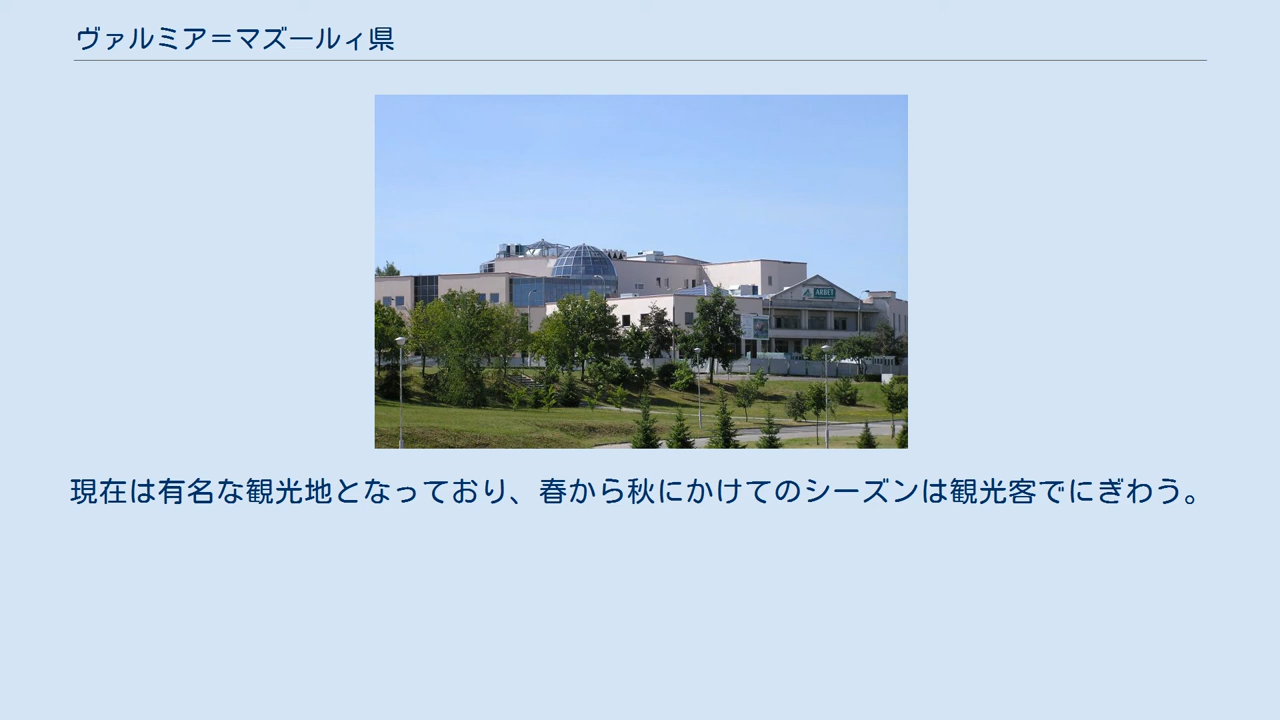 ヴァルミア＝マズールィ県
ARBET
現在は有名な観光地となっており、春から秋にかけてのシーズンは観光客でにぎわう。